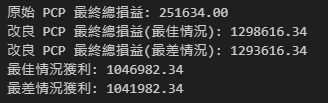 原始 PCP 最終總損益: 251634.00
改良 PCP 最終總損益(最佳情況): 1298616.34
改良 PCP 最終總損益(最差情況): 1293616.34
最佳情況獲利: 1046982.34
最差情況獲利: 1041982.34